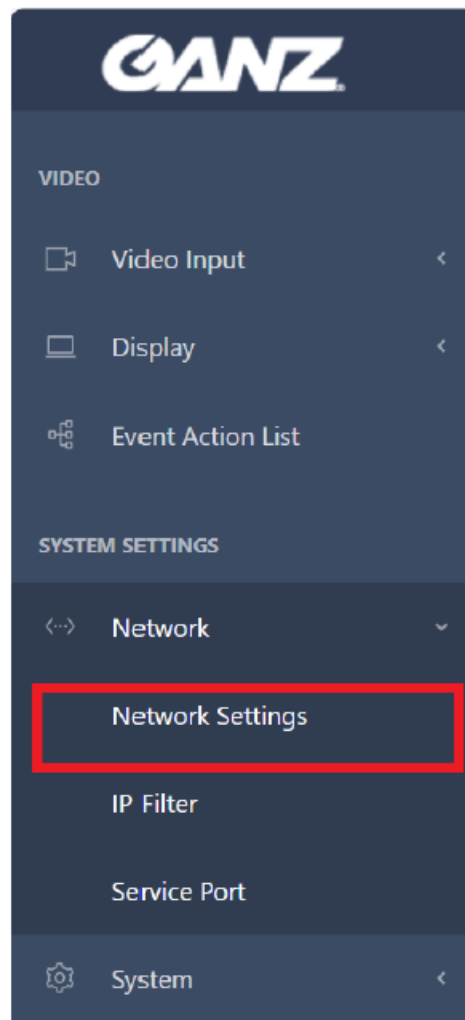 GANZ
VIDEO
Video Input
Display
Event Action List
SYSTEM SETTINGS
Network
Network Settings
IP Filter
Service Port
System